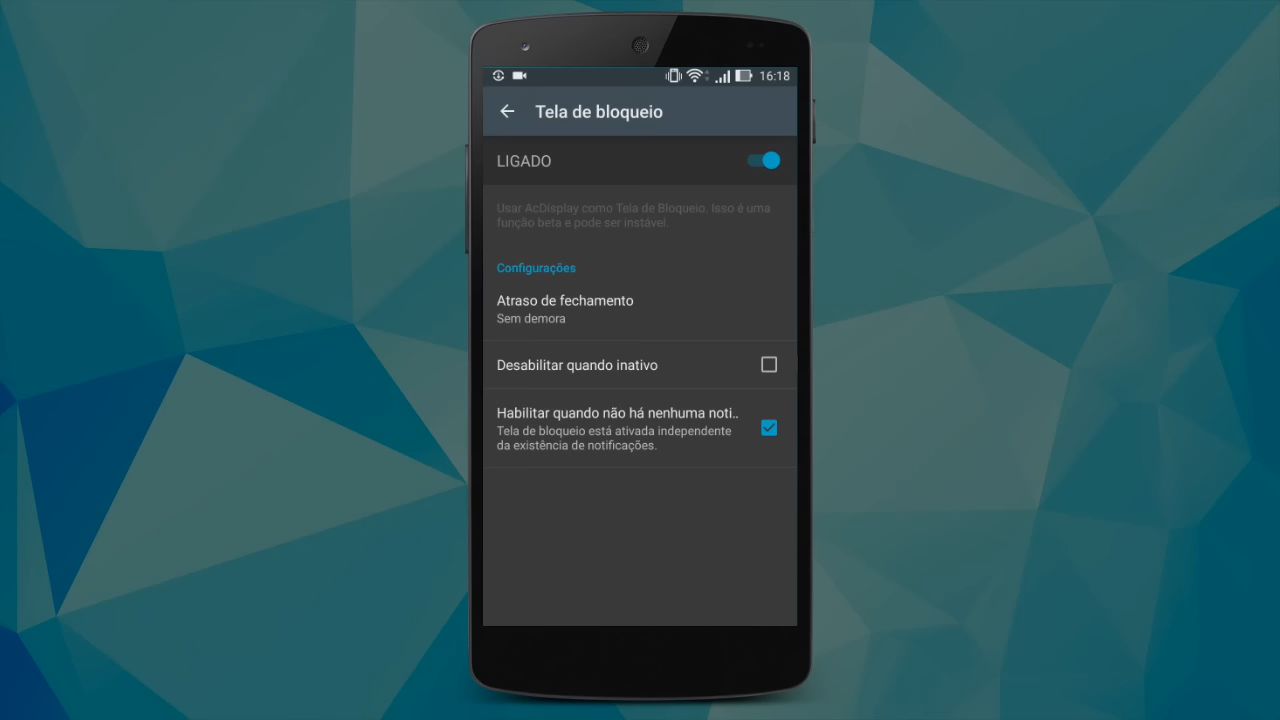 16:18
Tela de bloqueio
LIGADO
Usar AcDisplay como Tela de Bloqueio. Isso é uma
função beta e pode ser instável.
Configurações
Atraso de fechamento
Sem demora
Desabilitar quando inativo
Habilitar quando não há nenhuma noti..
Tela de bloqueio está ativada independente
da existência de notificações.